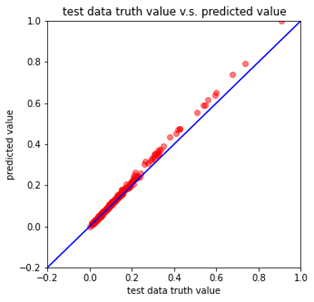 test data truth value v.s. predicted value
1.0
0.8
0.6
0.4
0.2
0.0
−0.2
predicted value
−0.2 0.0 0.2 0.4 0.6 0.8 1.0
test data truth value